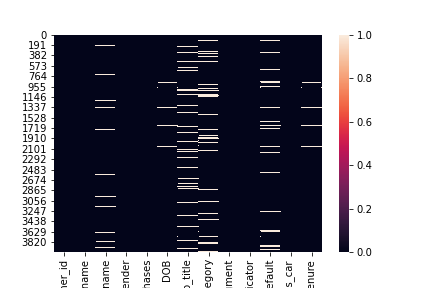 0
191
382
573
764
955
1146
1337
1528
1719
1910
2101
2292
2483
2674
2865
3056
3247
3438
3629
3820
1.0
0.8
0.6
0.4
0.2
0.0
ner_id
name
name
ender
hases
DOB
o_title
egory
ment
icator
efault
s_car
enure